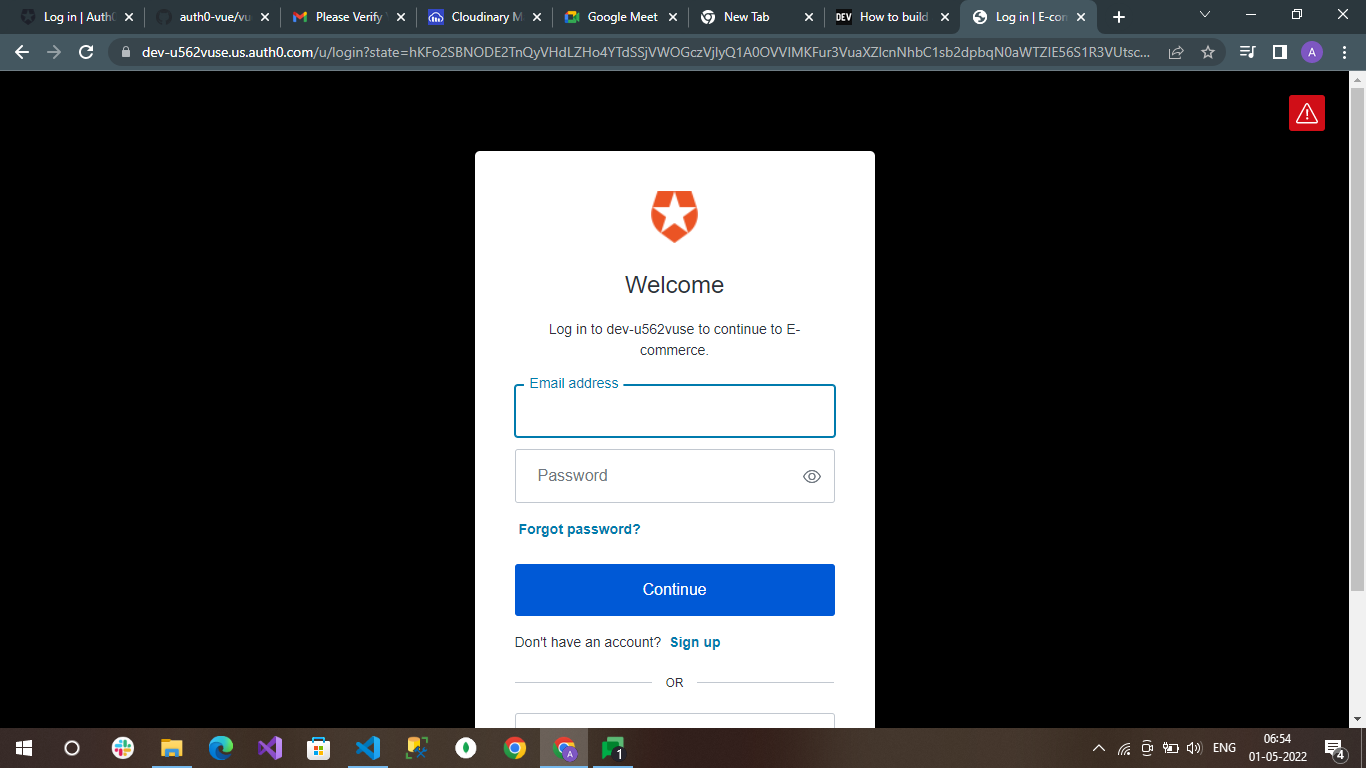 Log in | Auth0
auth0-vue/vu
Please Verify
Cloudinary M
Google Meet
New Tab
DEV
How to build
Log in | E-com
dev-u562vuse.us.auth0.com/u/login?state=
A
Welcome
Log in to dev-u562vuse to continue to E-
commerce.
Email address
Password
Forgot password?
Continue
Don't have an account? Sign up
OR
A
1
ENG
06:54
01-05-2022
4